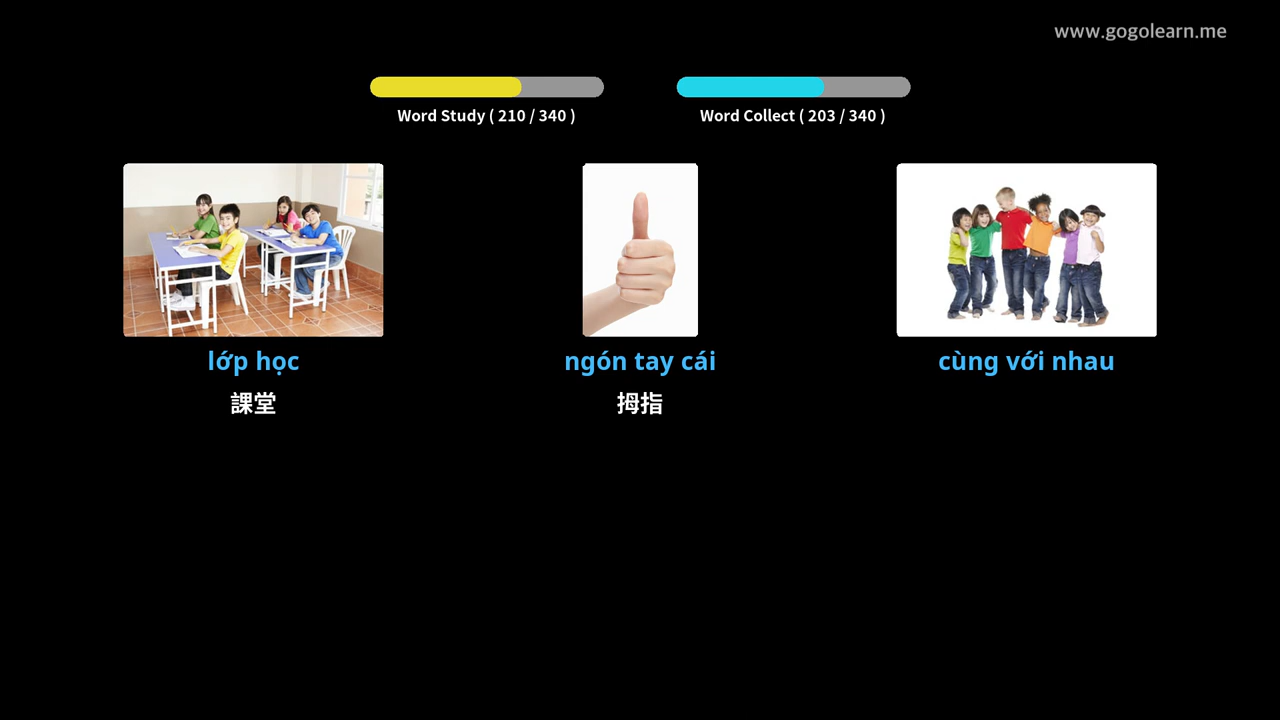 www.gogolearn.me
Word Study ( 210 / 340 )
Word Collect ( 203 / 340 )
lớp học
ngón tay cái
cùng với nhau
課堂
拇指